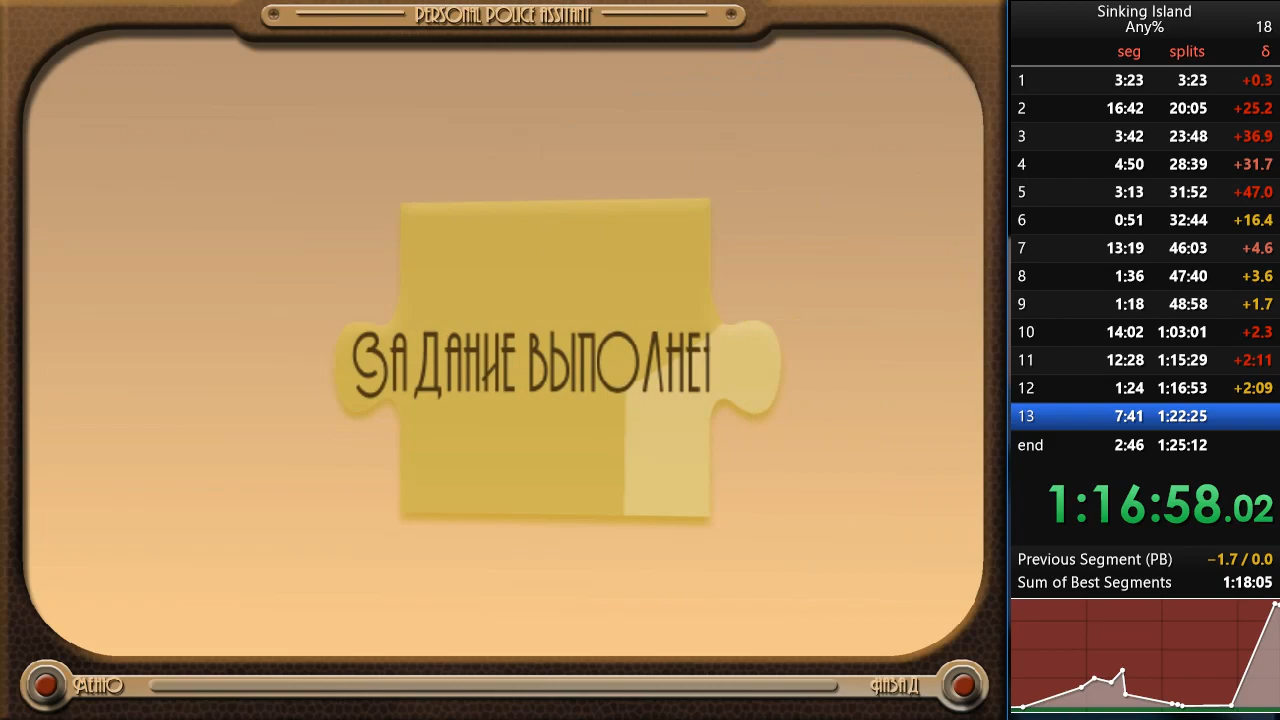 PERSONAL POLICE ASSITANT
ЗАДАНИЕ ВЫПОЛНЕН
МЕНЮ
НАЗАД
Sinking Island
Any% 18
seg splits δ
1 3:23 3:23 +0.3
2 16:42 20:05 +25.2
3 3:42 23:48 +36.9
4 4:50 28:39 +31.7
5 3:13 31:52 +47.0
6 0:51 32:44 +16.4
7 13:19 46:03 +4.6
8 1:36 47:40 +3.6
9 1:18 48:58 +1.7
10 14:02 1:03:01 +2.3
11 12:28 1:15:29 +2:11
12 1:24 1:16:53 +2:09
13 7:41 1:22:25
end 2:46 1:25:12
1:16:58.02
Previous Segment (PB) −1.7 / 0.0
Sum of Best Segments 1:18:05